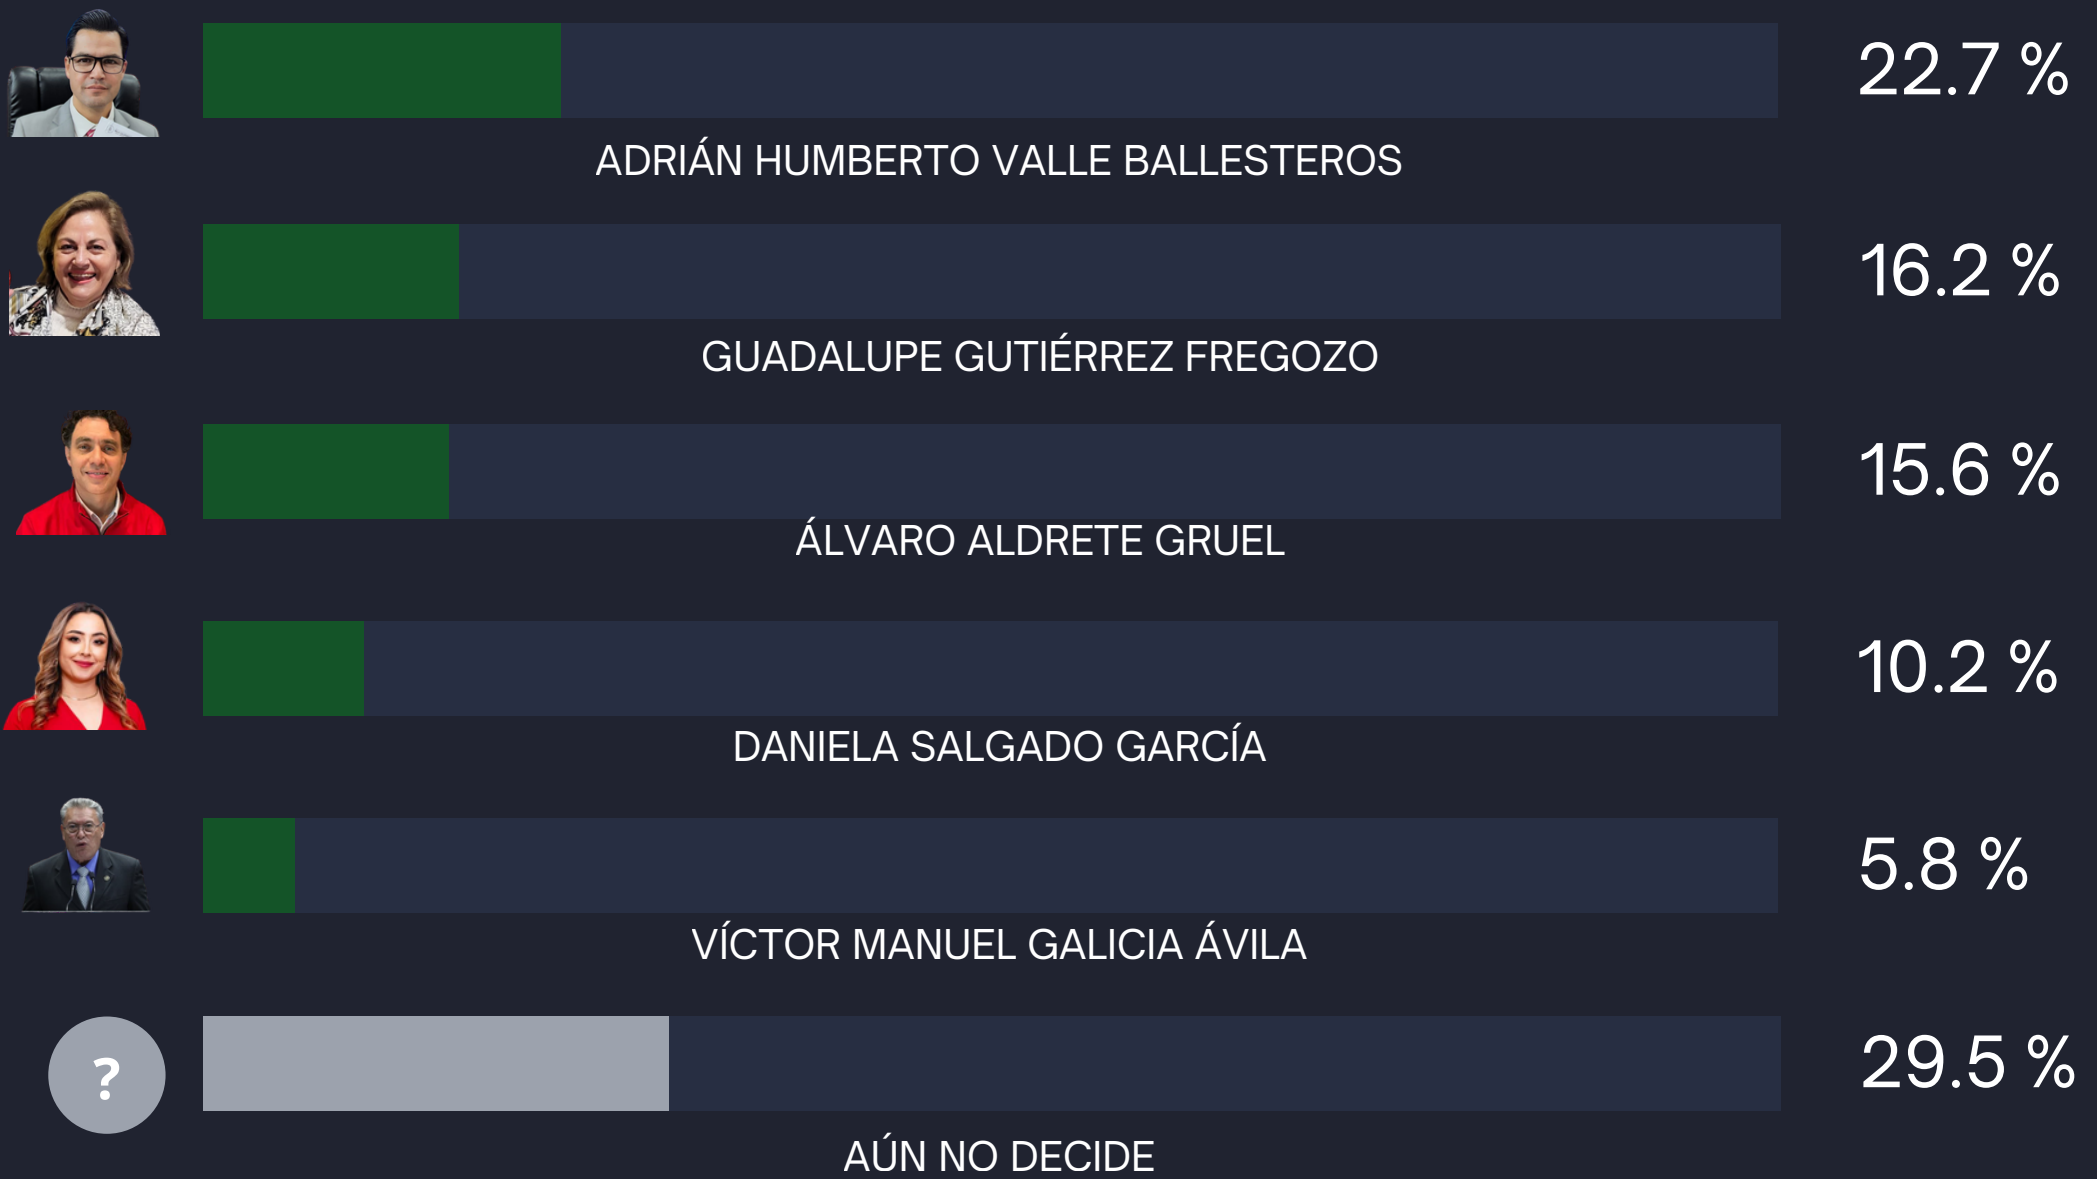 22.7 %
ADRIÁN HUMBERTO VALLE BALLESTEROS
16.2 %
GUADALUPE GUTIÉRREZ FREGOZO
15.6 %
ÁLVARO ALDRETE GRUEL
10.2 %
DANIELA SALGADO GARCÍA
5.8 %
VÍCTOR MANUEL GALICIA ÁVILA
?
29.5 %
AÚN NO DECIDE